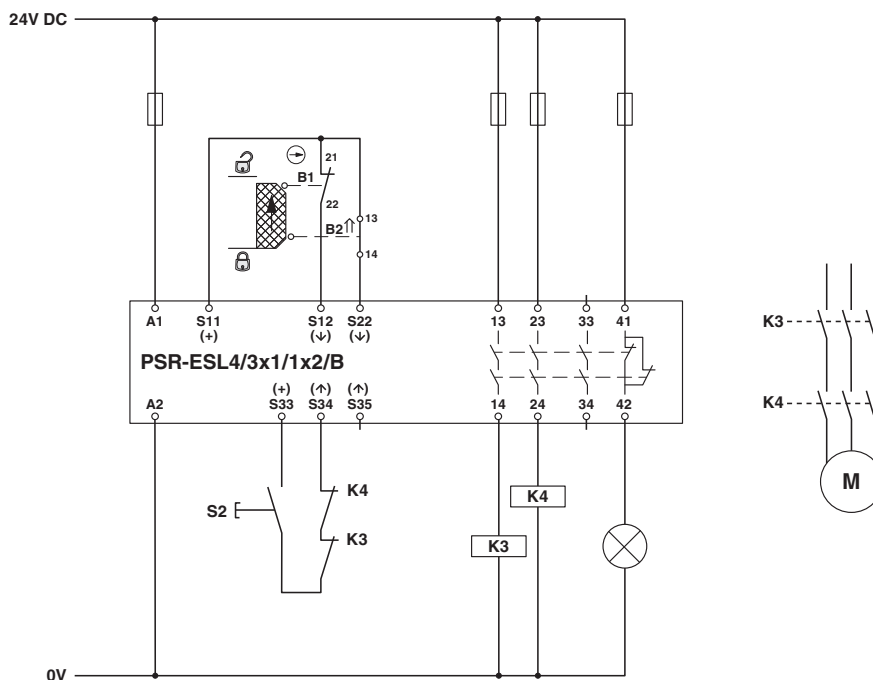 24V DC
21
B1
22
B2
13
14
A1
S11
(+)
S12
(↓)
S22
(↓)
13
23
33
41
PSR-ESL4/3x1/1x2/B
A2
(+)
S33
(↑)
S34
(↑)
S35
14
24
34
42
K3
K4
M
S2
K4
K3
K4
K3
0V